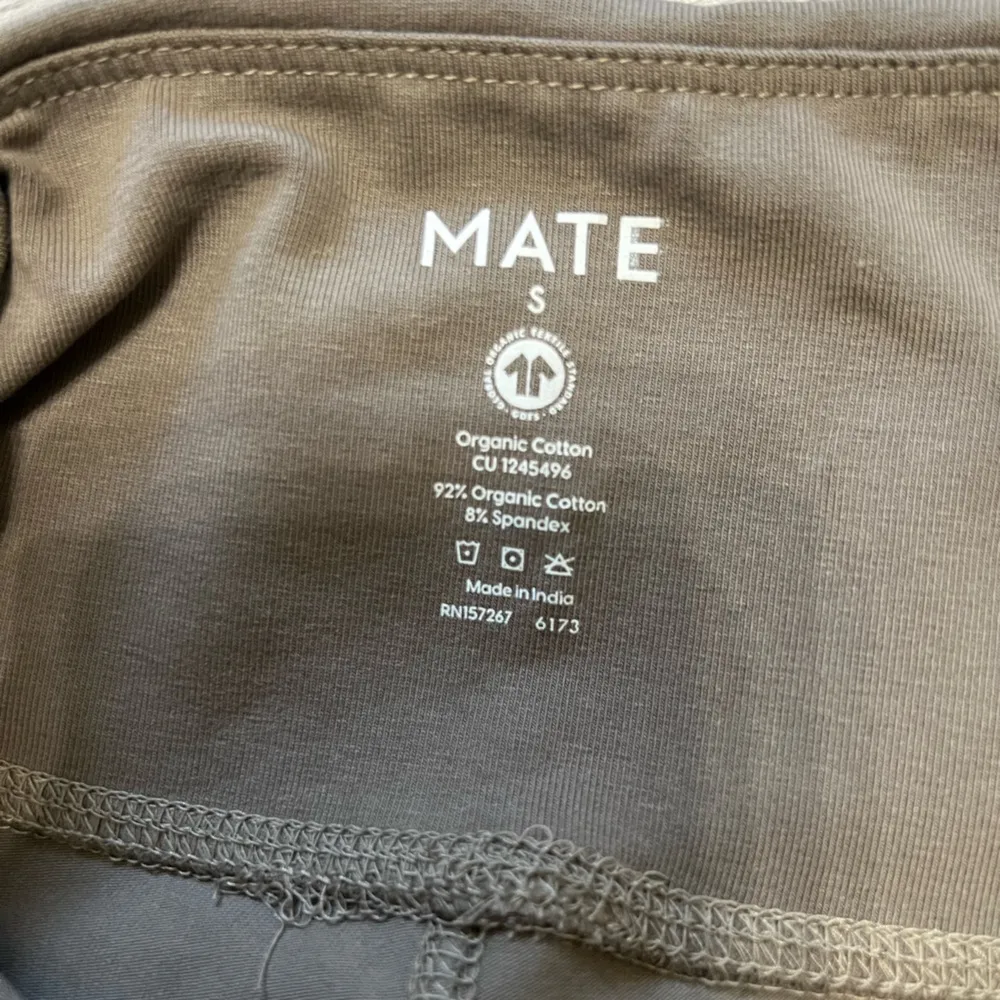 MATE
S
GLOBAL ORGANIC TEXTILE STANDARD · GOTS ·
Organic Cotton
CU 1245496
92% Organic Cotton
8% Spandex
Made in India
RN157267 6173